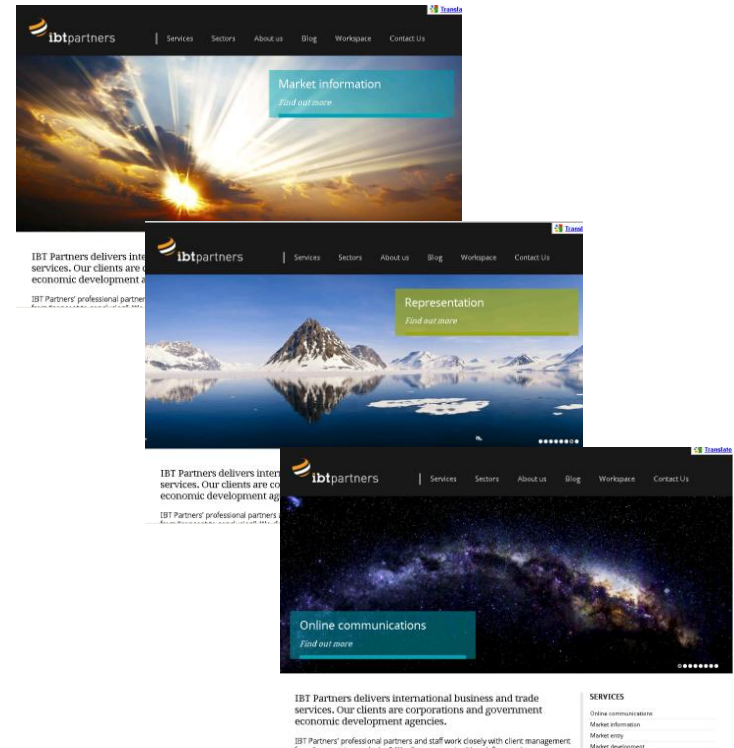 Transla
ibtpartners
Services Sectors About us Blog Workspace Contact Us
Market information
Find out more
IBT Partners delivers inte
services. Our clients are
economic development a
IBT Partners' professional partner
Transl
ibtpartners
Services Sectors About us Blog Workspace Contact Us
Representation
Find out more
IBT Partners delivers inter
services. Our clients are co
economic development ag
IBT Partners' professional partners
Translate
ibtpartners
Services Sectors About us Blog Workspace Contact Us
Online communications
Find out more
IBT Partners delivers international business and trade
services. Our clients are corporations and government
economic development agencies.
IBT Partners' professional partners and staff work closely with client management
SERVICES
Online communications
Market information
Market entry
Market development